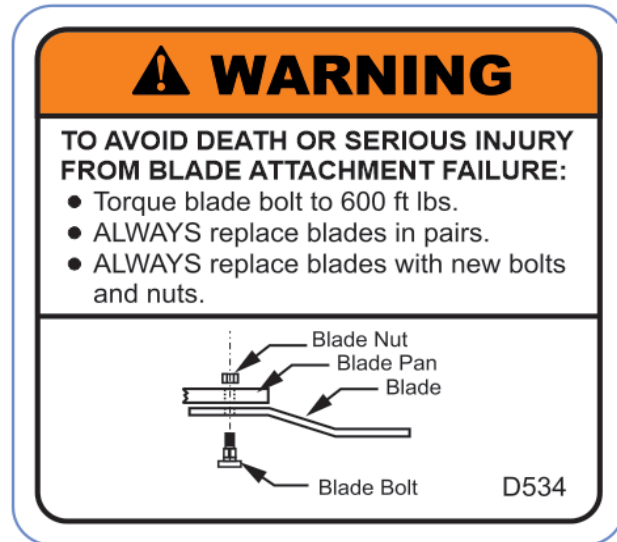 WARNING
TO AVOID DEATH OR SERIOUS INJURY
FROM BLADE ATTACHMENT FAILURE:
● Torque blade bolt to 600 ft lbs.
● ALWAYS replace blades in pairs.
● ALWAYS replace blades with new bolts
and nuts.
Blade Nut
Blade Pan
Blade
Blade Bolt
D534